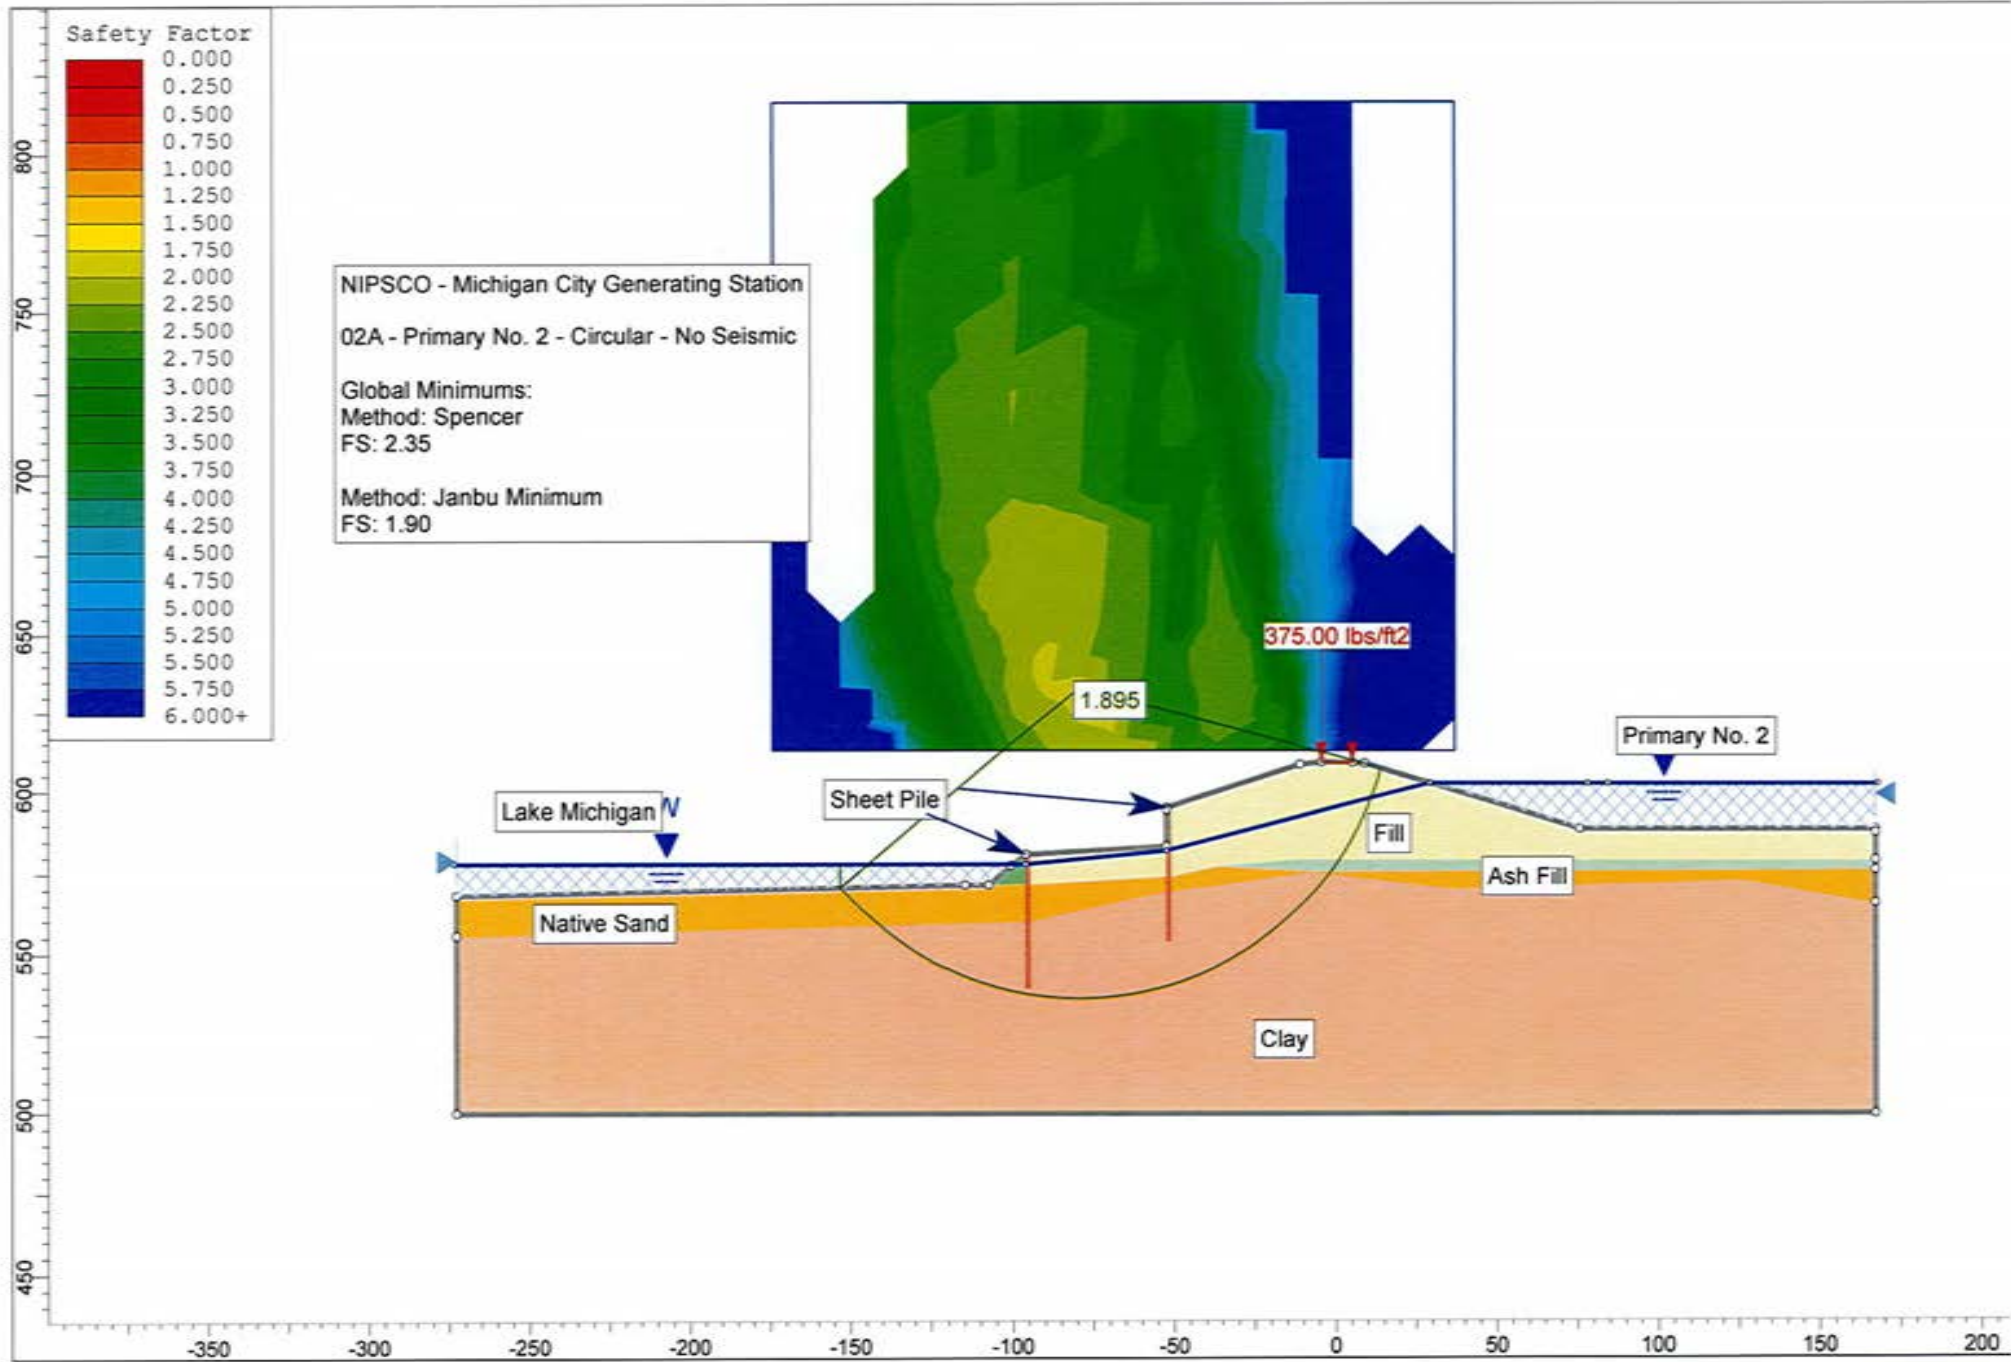 Safety Factor
0.000
0.250
0.500
0.750
1.000
1.250
1.500
1.750
2.000
2.250
2.500
2.750
3.000
3.250
3.500
3.750
4.000
4.250
4.500
4.750
5.000
5.250
5.500
5.750
6.000+
NIPSCO - Michigan City Generating Station
02A - Primary No. 2 - Circular - No Seismic
Global Minimums:
Method: Spencer
FS: 2.35
Method: Janbu Minimum
FS: 1.90
375.00 lbs/ft2
1.895
Primary No. 2
Sheet Pile
Lake Michigan
W
Fill
Ash Fill
Native Sand
Clay
800
750
700
650
600
550
500
450
-350 -300 -250 -200 -150 -100 -50 0 50 100 150 200